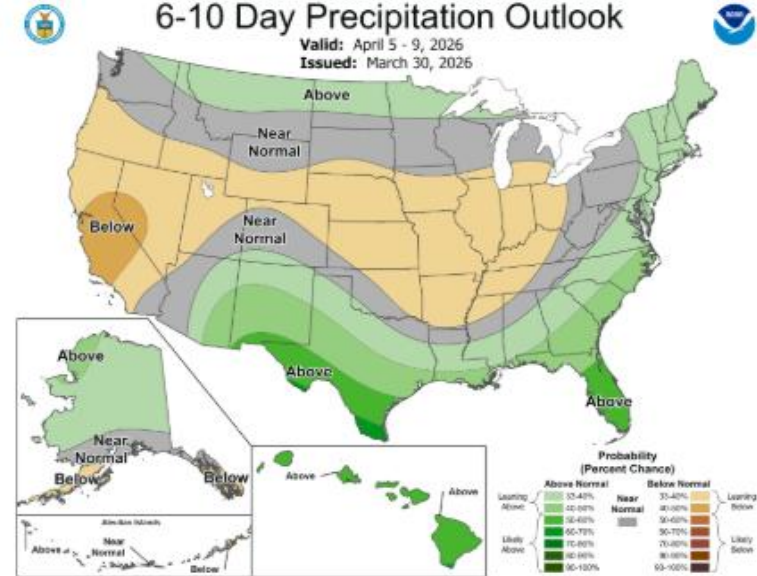 6-10 Day Precipitation Outlook
Valid: April 5 - 9, 2026
Issued: March 30, 2026
NOAA
Above
Near
Normal
Below
Near
Normal
Above
Above
Above
Near
Normal
Below
Below
Aleutian Islands
Above
Near
Normal
Below
Above
Above
Probability
(Percent Chance)
Above Normal
Near
Normal
Below Normal
Leaning
Above
Likely
Above
33-40%
40-50%
50-60%
60-70%
70-80%
80-90%
90-100%
33-40%
40-50%
50-60%
60-70%
70-80%
80-90%
90-100%
Leaning
Below
Likely
Below